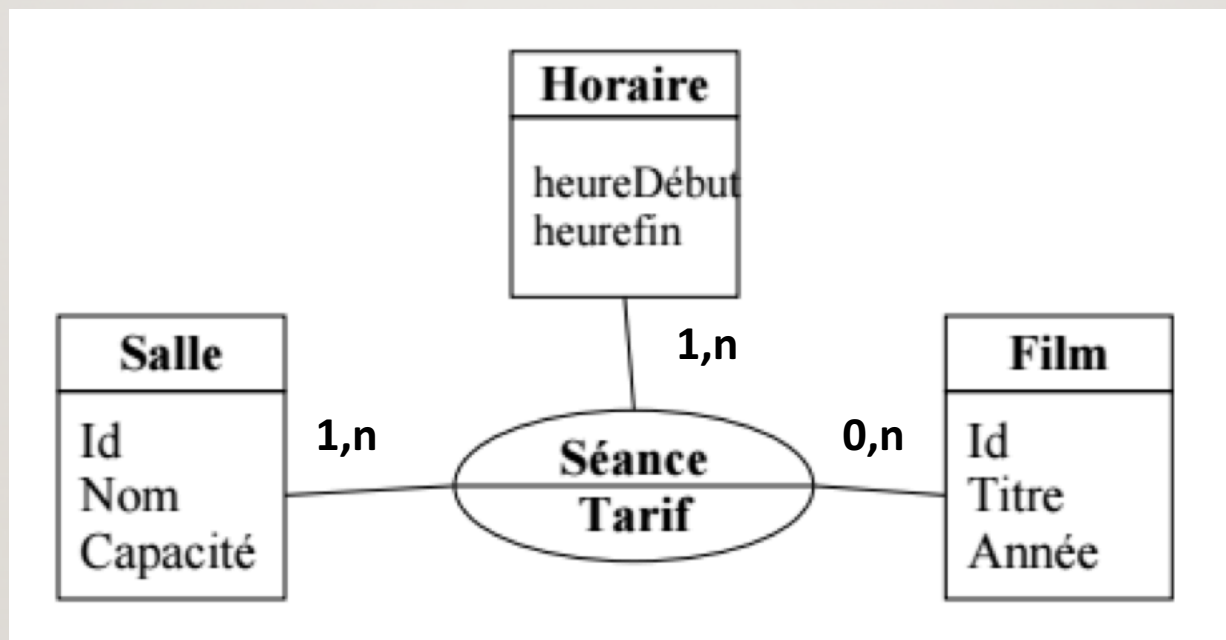 Horaire
heureDébut
heurefin
1,n
Salle
Id
Nom
Capacité
1,n
Séance
Tarif
0,n
Film
Id
Titre
Année